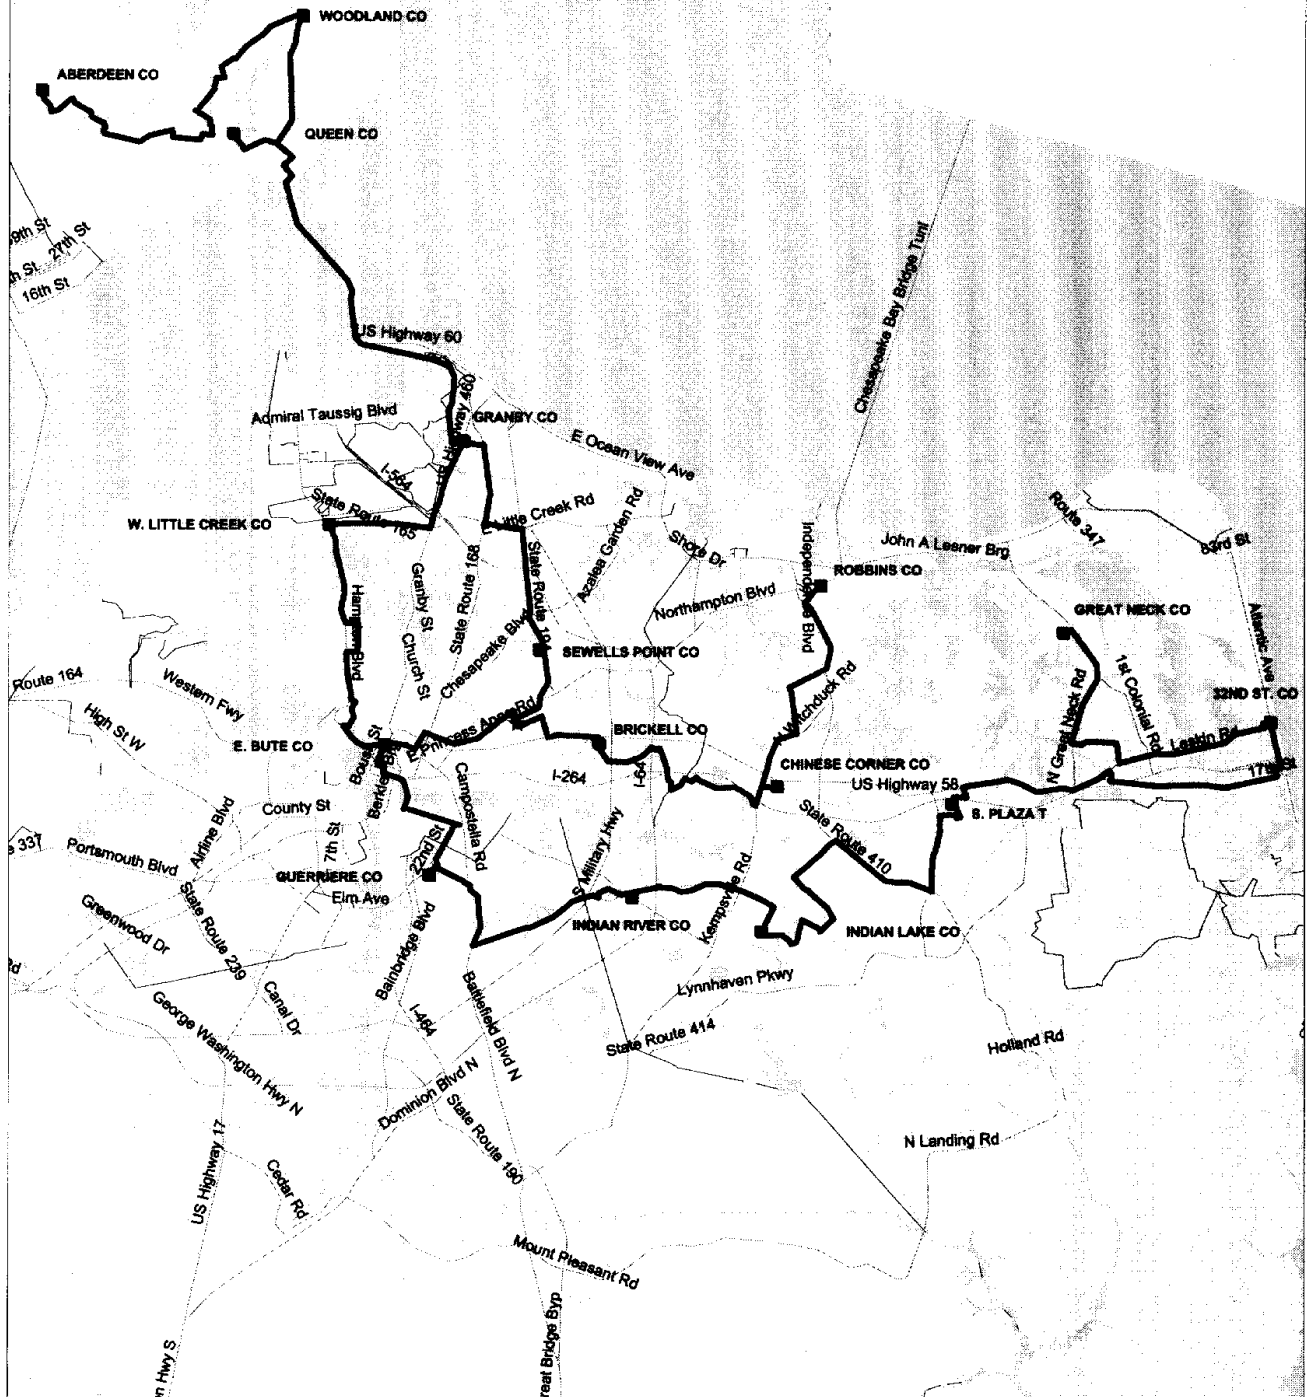 WOODLAND CO
ABERDEEN CO
QUEEN CO
27th St
16th St
US Highway 60
Chesapeake Bay Bridge Tunl
Admiral Taussig Blvd
GRANBY CO
E Ocean View Ave
I-564
State Route 165
W. LITTLE CREEK CO
Little Creek Rd
Azalea Garden Rd
Shore Dr
John A Lesner Brg
Route 347
83rd St
Independence Blvd
ROBBINS CO
Northampton Blvd
GREAT NECK CO
Atlantic Ave
Hampton Blvd
Granby St
State Route 168
Church St
Chesapeake Blvd
SEWELLS POINT CO
Route 164
Western Fwy
High St W
1st Colonial Rd
N Great Neck Rd
32ND ST. CO
E. BUTE CO
E Princess Anne Rd
BRICKELL CO
Laskin Rd
17th St
I-264
I-64
CHINESE CORNER CO
US Highway 58
S. PLAZA T
State Route 410
County St
Airline Blvd
7th St
22nd St
Campostella Rd
S Military Hwy
Kempsville Rd
337
Portsmouth Blvd
GUERRIERE CO
Elm Ave
Greenwood Dr
State Route 239
Bainbridge Blvd
INDIAN RIVER CO
INDIAN LAKE CO
Lynnhaven Pkwy
George Washington Hwy N
Canal Dr
I-464
Battlefield Blvd N
State Route 414
Holland Rd
Dominion Blvd N
State Route 190
N Landing Rd
US Highway 17
Cedar Rd
Mount Pleasant Rd